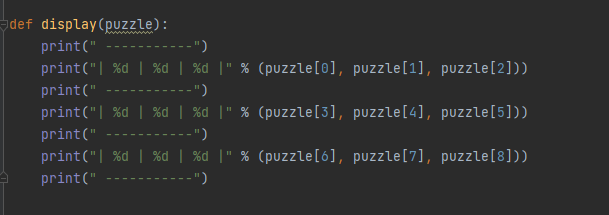 def display(puzzle):
    print(" -----------")
    print("| %d | %d | %d |" % (puzzle[0], puzzle[1], puzzle[2]))
    print(" -----------")
    print("| %d | %d | %d |" % (puzzle[3], puzzle[4], puzzle[5]))
    print(" -----------")
    print("| %d | %d | %d |" % (puzzle[6], puzzle[7], puzzle[8]))
    print(" -----------")